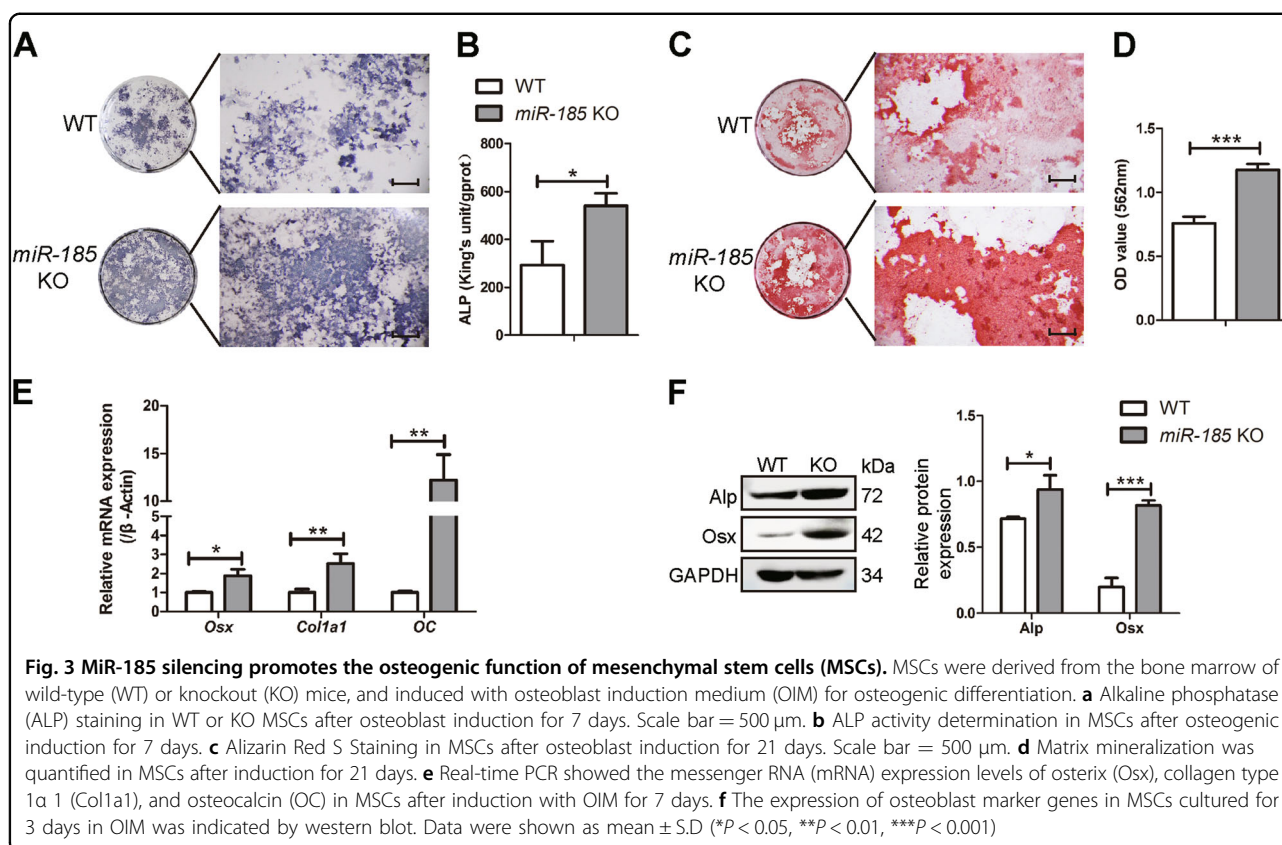 A
WT
miR-185
KO
B
WT
miR-185 KO
ALP (King's unit/gprot)
800
600
400
200
0
*
C
WT
miR-185
KO
D
OD value (562nm)
1.5
1.0
0.5
0.0
***
E
Relative mRNA expression
(/β -Actin)
20
15
10
5
4
3
2
1
*
**
**
Osx
Col1a1
OC
F
WT KO kDa
Alp 72
Osx 42
GAPDH 34
WT
miR-185 KO
Relative protein
expression
1.5
1.0
0.5
0.0
*
***
Alp
Osx
Fig. 3 MiR-185 silencing promotes the osteogenic function of mesenchymal stem cells (MSCs). MSCs were derived from the bone marrow of
wild-type (WT) or knockout (KO) mice, and induced with osteoblast induction medium (OIM) for osteogenic differentiation. a Alkaline phosphatase
(ALP) staining in WT or KO MSCs after osteoblast induction for 7 days. Scale bar = 500 μm. b ALP activity determination in MSCs after osteogenic
induction for 7 days. c Alizarin Red S Staining in MSCs after osteoblast induction for 21 days. Scale bar = 500 μm. d Matrix mineralization was
quantified in MSCs after induction for 21 days. e Real-time PCR showed the messenger RNA (mRNA) expression levels of osterix (Osx), collagen type
1α 1 (Col1a1), and osteocalcin (OC) in MSCs after induction with OIM for 7 days. f The expression of osteoblast marker genes in MSCs cultured for
3 days in OIM was indicated by western blot. Data were shown as mean ± S.D (*P < 0.05, **P < 0.01, ***P < 0.001)